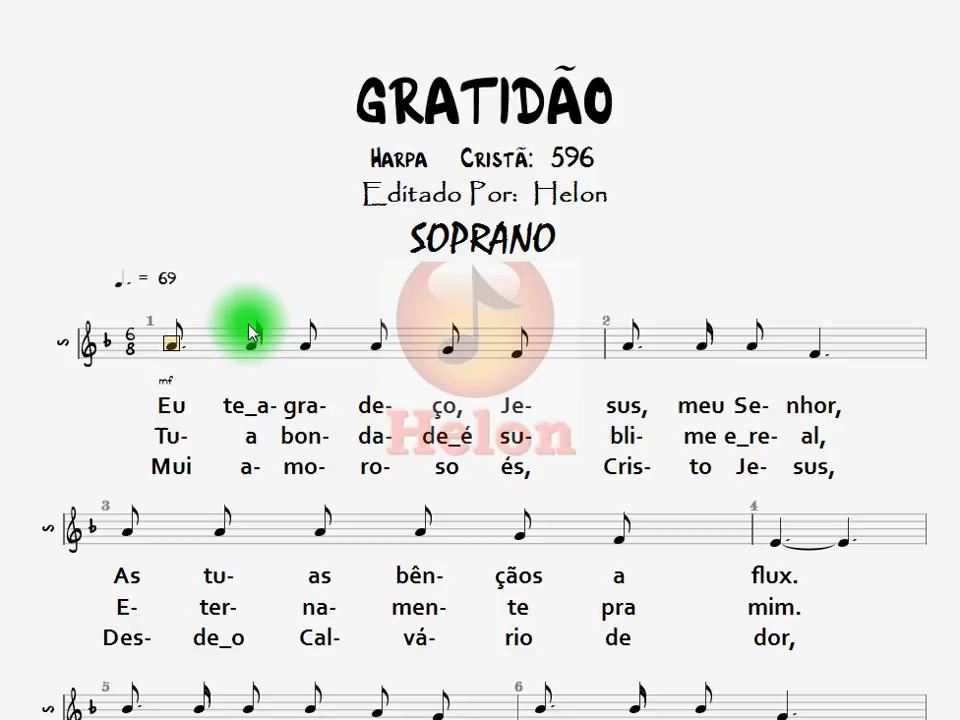 GRATIDÃO
HARPA CRISTÃ: 596
Editado Por: Helon
SOPRANO
= 69
1
2
S
6
8
mf
Eu te_a- gra- de- ço, Je- sus, meu Se- nhor,
Tu- a bon- da- de_é su- bli- me e_re- al,
Mui a- mo- ro- so és, Cris- to Je- sus,
Helon
3
4
S
As tu- as bên- çãos a flux.
E- ter- na- men- te pra mim.
Des- de_o Cal- vá- rio de dor,
5
6
S